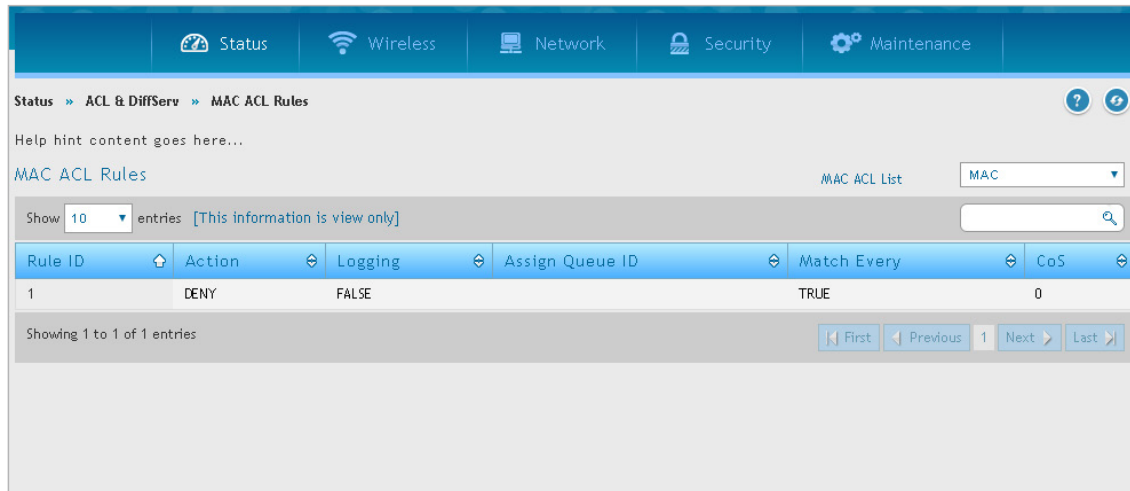 Status Wireless Network Security Maintenance
Status » ACL & DiffServ » MAC ACL Rules
?
Help hint content goes here...
MAC ACL Rules
MAC ACL List MAC
Show 10 entries [This information is view only]
Rule ID Action Logging Assign Queue ID Match Every CoS
1 DENY FALSE TRUE 0
Showing 1 to 1 of 1 entries
First Previous 1 Next Last